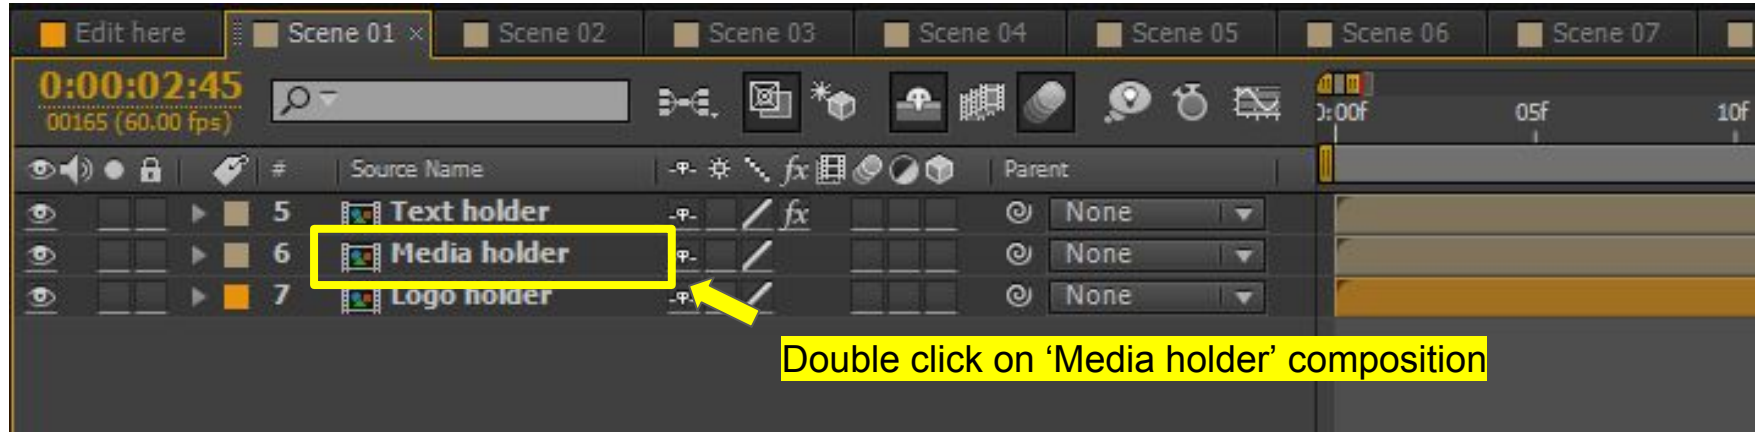 Edit here Scene 01 × Scene 02 Scene 03 Scene 04 Scene 05 Scene 06 Scene 07
0:00:02:45
00165 (60.00 fps)
0:00f 05f 10f
# Source Name fx Parent
5 Text holder fx None
6 Media holder None
7 Logo holder None
Double click on ‘Media holder’ composition